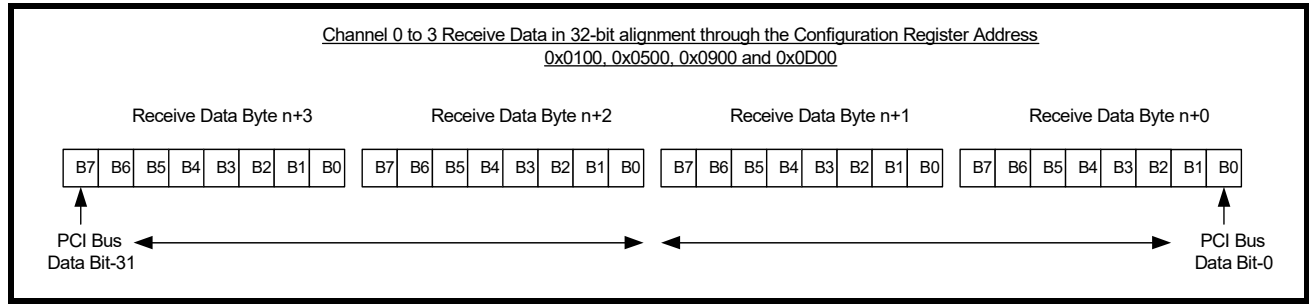 Channel 0 to 3 Receive Data in 32-bit alignment through the Configuration Register Address
0x0100, 0x0500, 0x0900 and 0x0D00
Receive Data Byte n+3 Receive Data Byte n+2 Receive Data Byte n+1 Receive Data Byte n+0
B7 B6 B5 B4 B3 B2 B1 B0 B7 B6 B5 B4 B3 B2 B1 B0 B7 B6 B5 B4 B3 B2 B1 B0 B7 B6 B5 B4 B3 B2 B1 B0
PCI Bus
Data Bit-31
PCI Bus
Data Bit-0